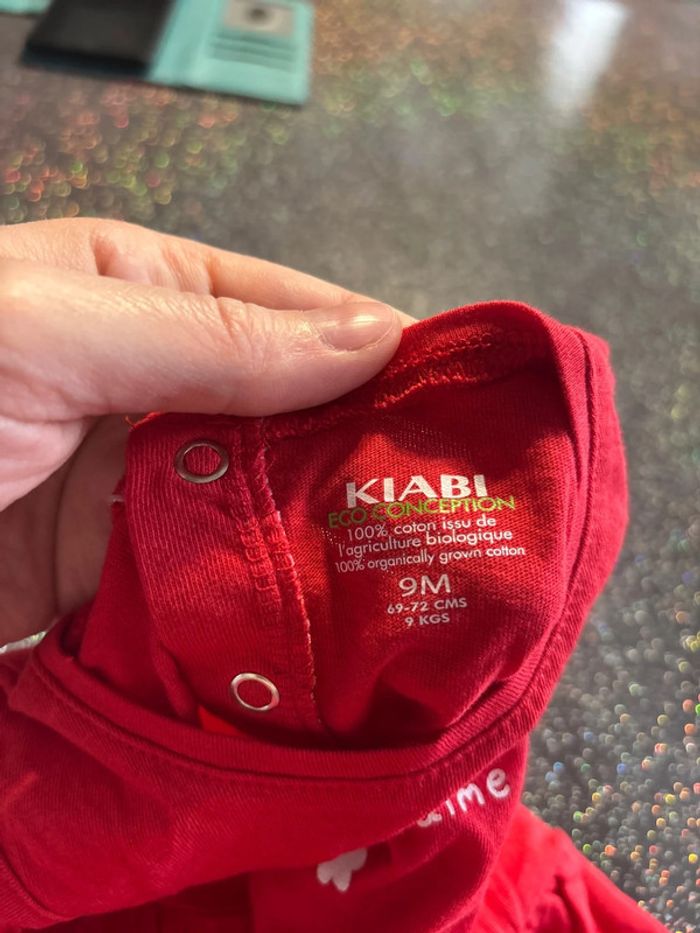 KIABI
ECO CONCEPTION
100% coton issu de
l'agriculture biologique
100% organically grown cotton
9M
69-72 CMS
9 KGS